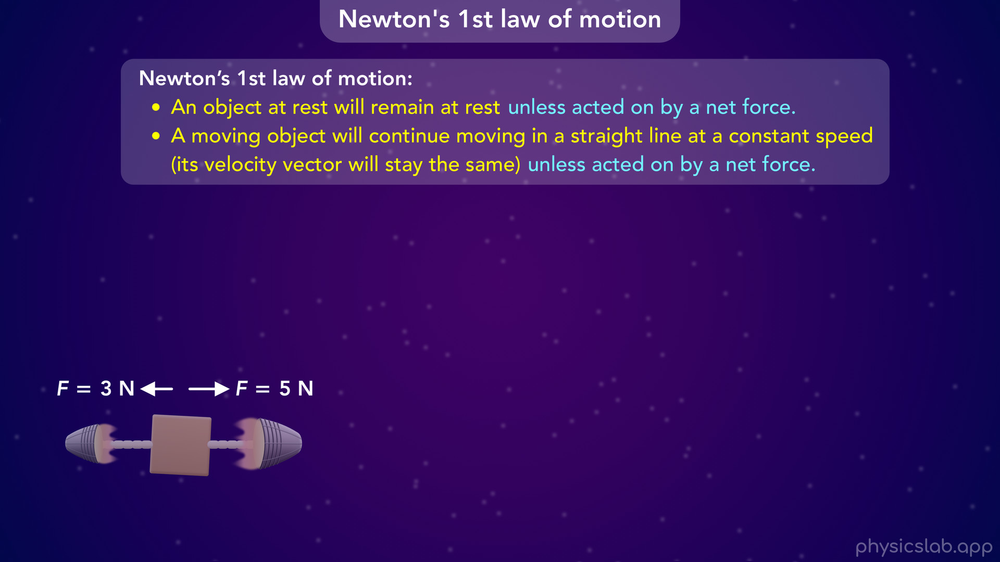 Newton's 1st law of motion
Newton’s 1st law of motion:
• An object at rest will remain at rest unless acted on by a net force.
• A moving object will continue moving in a straight line at a constant speed
(its velocity vector will stay the same) unless acted on by a net force.
F = 3 N F = 5 N
physicslab.app